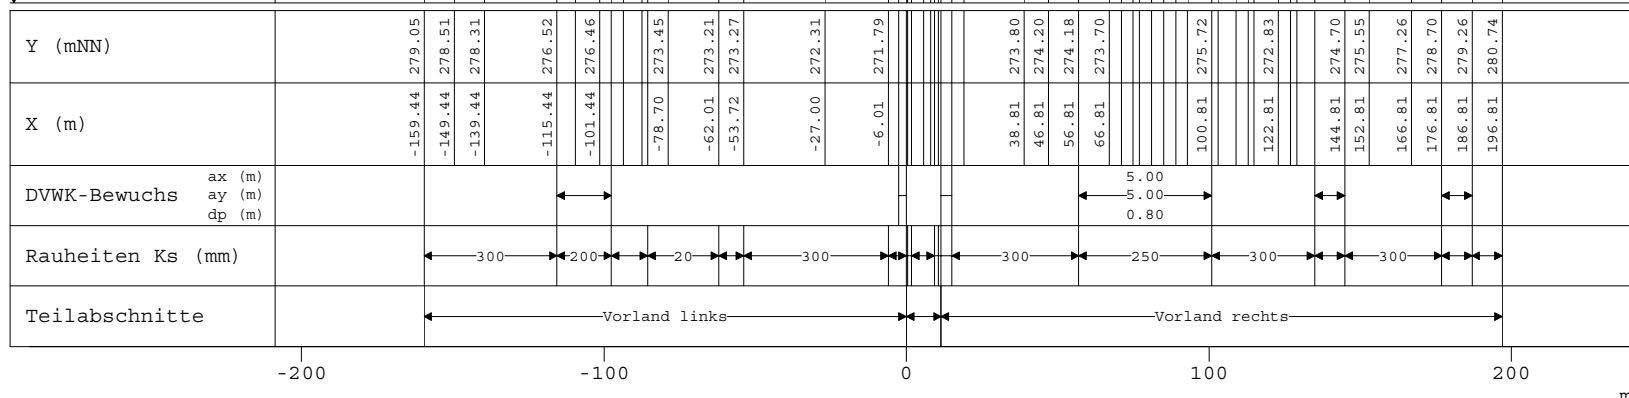 Y (mNN) 279.05 278.51 278.31 276.52 276.46 273.45 273.21 273.27 272.31 271.79 273.80 274.20 274.18 273.70 275.72 272.83 274.70 275.55 277.26 278.70 279.26 280.74
X (m) -159.44 -149.44 -139.44 -115.44 -101.44 -78.70 -62.01 -53.72 -27.00 -6.01 38.81 46.81 56.81 66.81 100.81 122.81 144.81 152.81 166.81 176.81 186.81 196.81
ax (m) 5.00
DVWK-Bewuchs ay (m) 5.00
dp (m) 0.80
Rauheiten Ks (mm) 300 200 20 300 300 250 300 300
Teilabschnitte Vorland links Vorland rechts
-200 -100 0 100 200